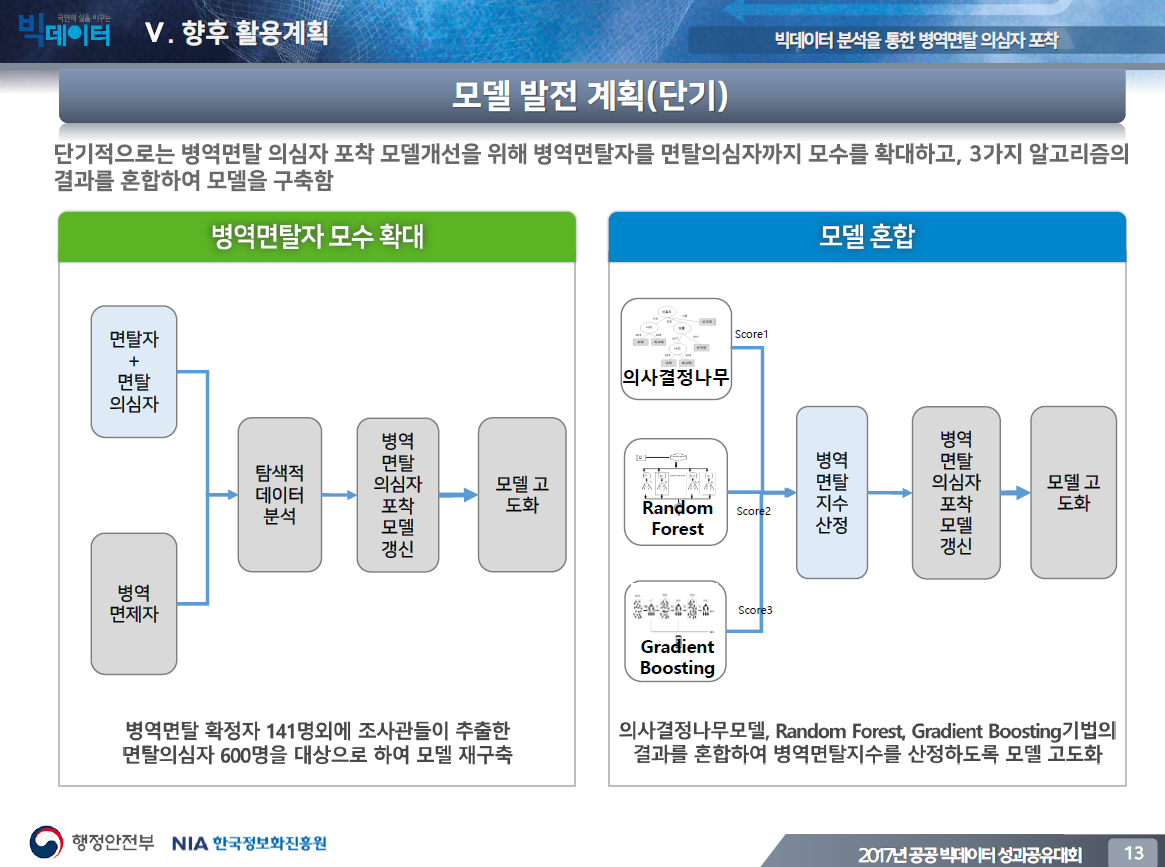 국민의 삶을 바꾸는
빅데이터
Ⅴ. 향후 활용계획
빅데이터 분석을 통한 병역면탈 의심자 포착
모델 발전 계획(단기)
단기적으로는 병역면탈 의심자 포착 모델개선을 위해 병역면탈자를 면탈의심자까지 모수를 확대하고, 3가지 알고리즘의
결과를 혼합하여 모델을 구축함
병역면탈자 모수 확대
면탈자
+
면탈
의심자
병역
면제자
탐색적
데이터
분석
병역
면탈
의심자
포착
모델
갱신
모델 고
도화
병역면탈 확정자 141명외에 조사관들이 추출한
면탈의심자 600명을 대상으로 하여 모델 재구축
모델 혼합
의사결정나무
Score1
Random
Forest
Score2
Gradient
Boosting
Score3
병역
면탈
지수
산정
병역
면탈
의심자
포착
모델
갱신
모델 고
도화
의사결정나무모델, Random Forest, Gradient Boosting기법의
결과를 혼합하여 병역면탈지수를 산정하도록 모델 고도화
행정안전부
NIA 한국정보화진흥원
2017년 공공 빅데이터 성과공유대회
13